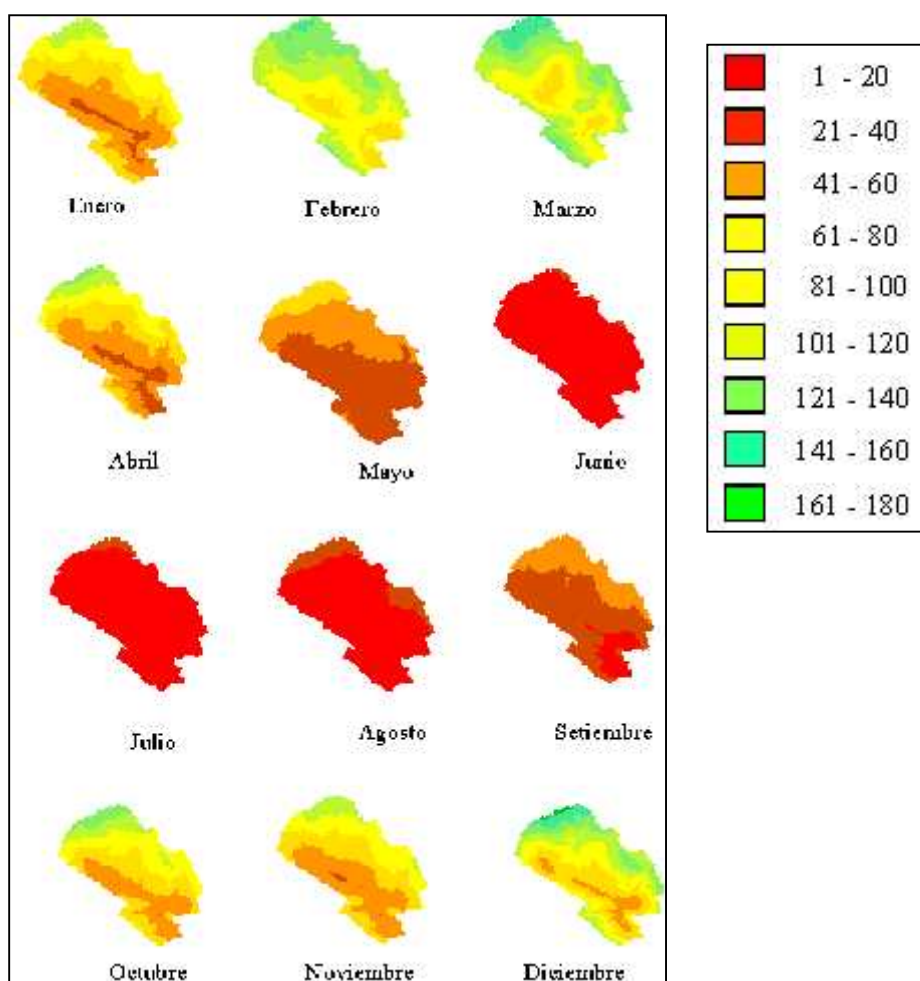 Enero
Febrero
Marzo
Abril
Mayo
Junio
Julio
Agosto
Setiembre
Octubre
Noviembre
Diciembre
1 - 20
21 - 40
41 - 60
61 - 80
81 - 100
101 - 120
121 - 140
141 - 160
161 - 180